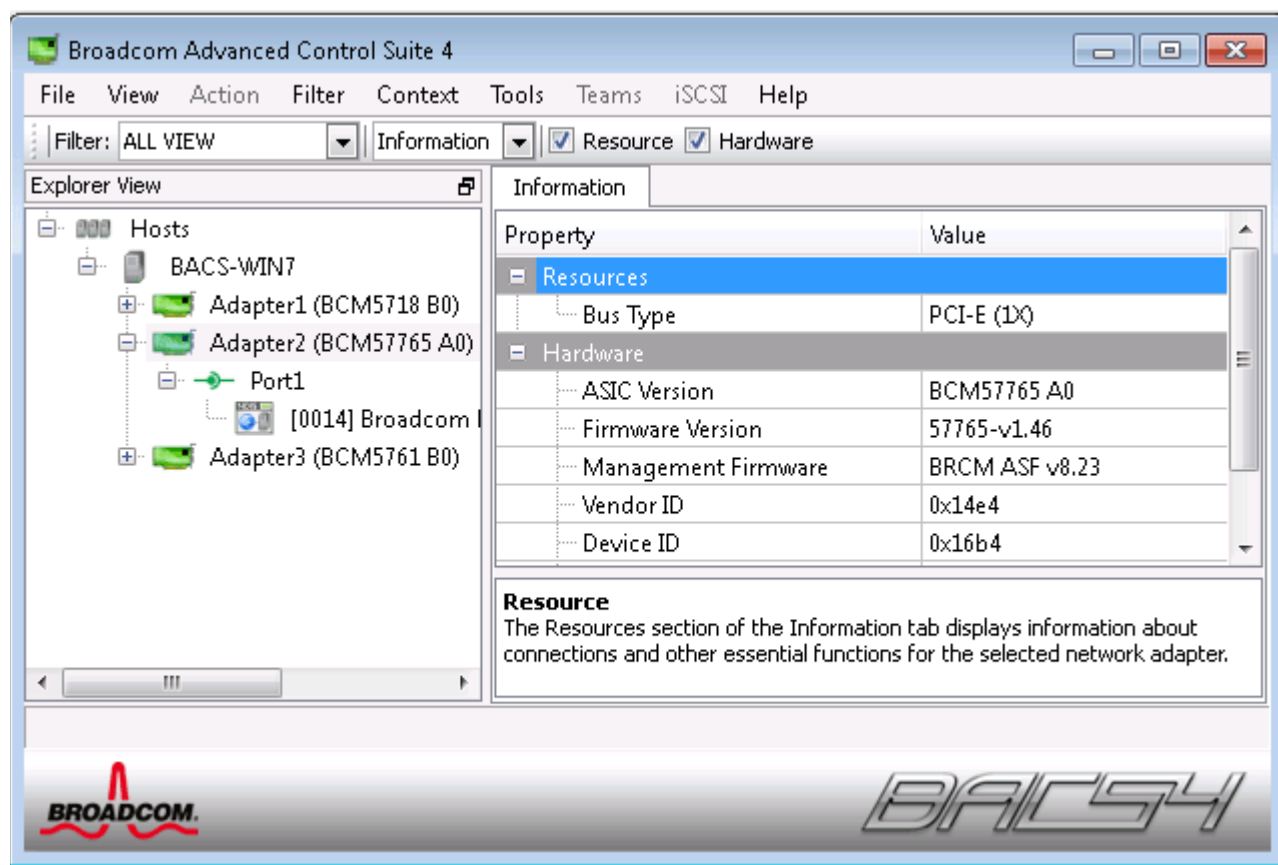 Broadcom Advanced Control Suite 4
File View Action Filter Context Tools Teams iSCSI Help
Filter: ALL VIEW Information Resource Hardware
Explorer View
Hosts
BACS-WIN7
Adapter1 (BCM5718 B0)
Adapter2 (BCM57765 A0)
Port1
[0014] Broadcom
Adapter3 (BCM5761 B0)
Information
Property Value
Resources
Bus Type PCI-E (1X)
Hardware
ASIC Version BCM57765 A0
Firmware Version 57765-v1.46
Management Firmware BRCM ASF v8.23
Vendor ID 0x14e4
Device ID 0x16b4
Resource
The Resources section of the Information tab displays information about
connections and other essential functions for the selected network adapter.
BROADCOM.
BACS4